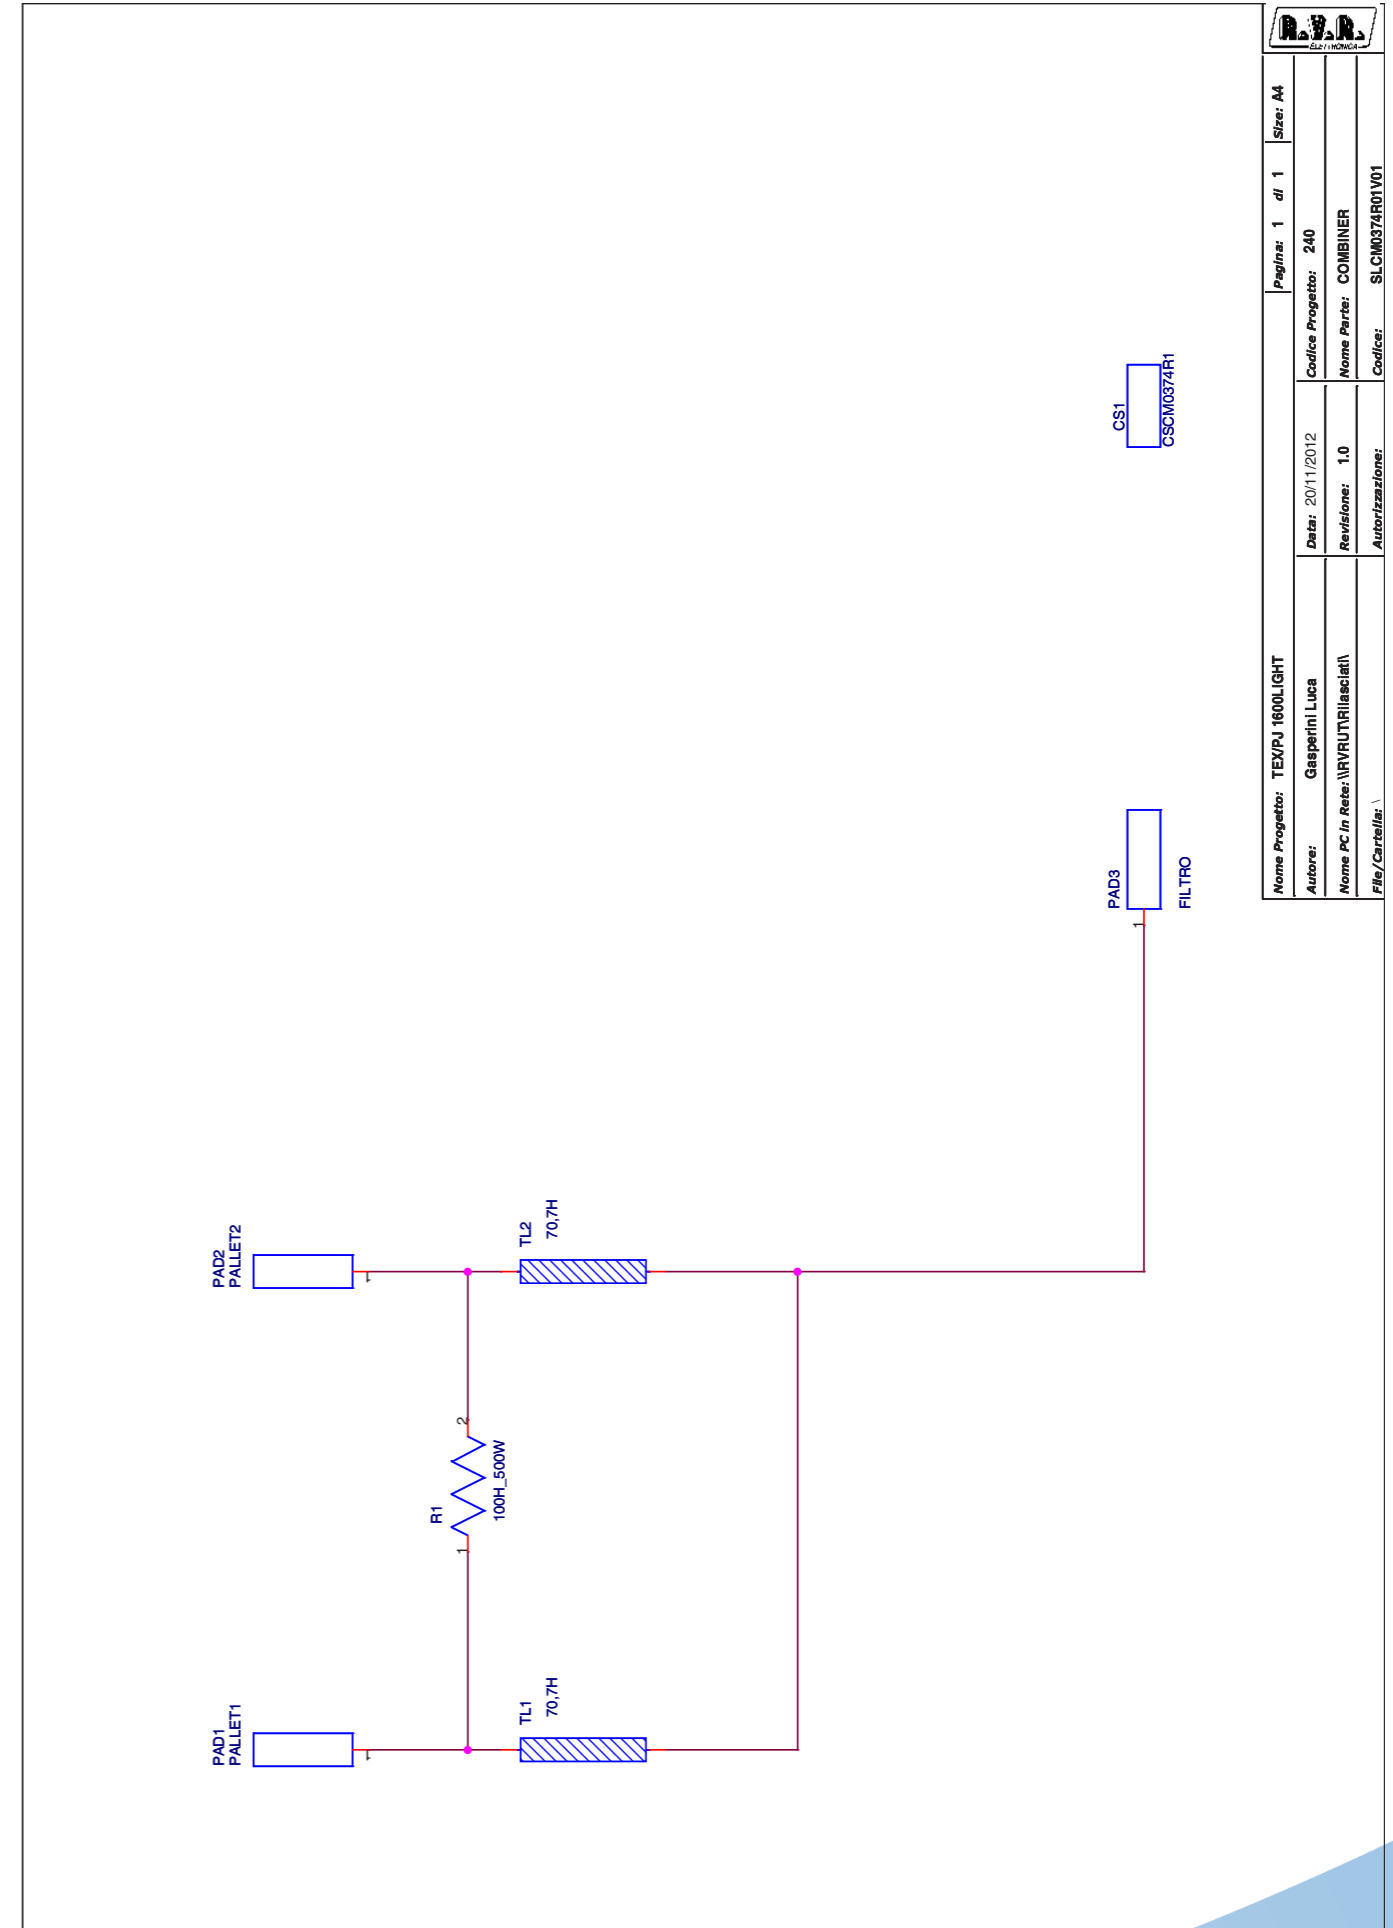 PAD1
PALLET1
1
PAD2
PALLET2
1
R1
1
2
100H_500W
TL1
70,7H
TL2
70,7H
PAD3
1
FILTRO
CS1
CSCM0374R1
R.V.R.
ELETTRONICA
Nome Progetto: TEX/PJ 1600LIGHT
Pagina: 1 di 1
Size: A4
Autore: Gasperini Luca
Data: 20/11/2012
Codice Progetto: 240
Nome PC in Rete: \\RVRUT\Rilasciati\
Revisione: 1.0
Nome Parte: COMBINER
File/Cartella: \
Autorizzazione:
Codice: SLCM0374R01V01